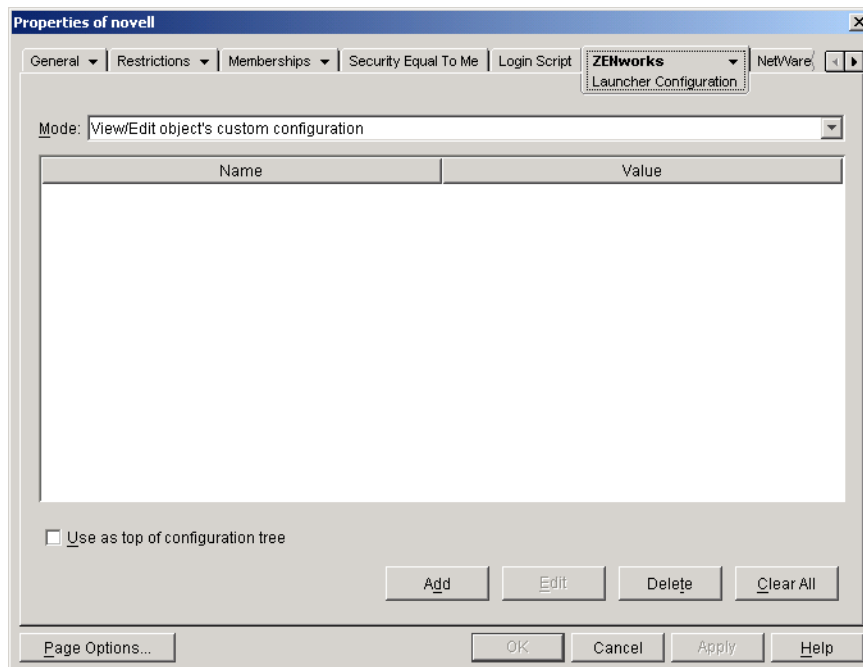 Properties of novell
General Restrictions Memberships Security Equal To Me Login Script ZENworks NetWare
Launcher Configuration
Mode: View/Edit object's custom configuration
Name Value
Use as top of configuration tree
Add Edit Delete Clear All
Page Options... OK Cancel Apply Help